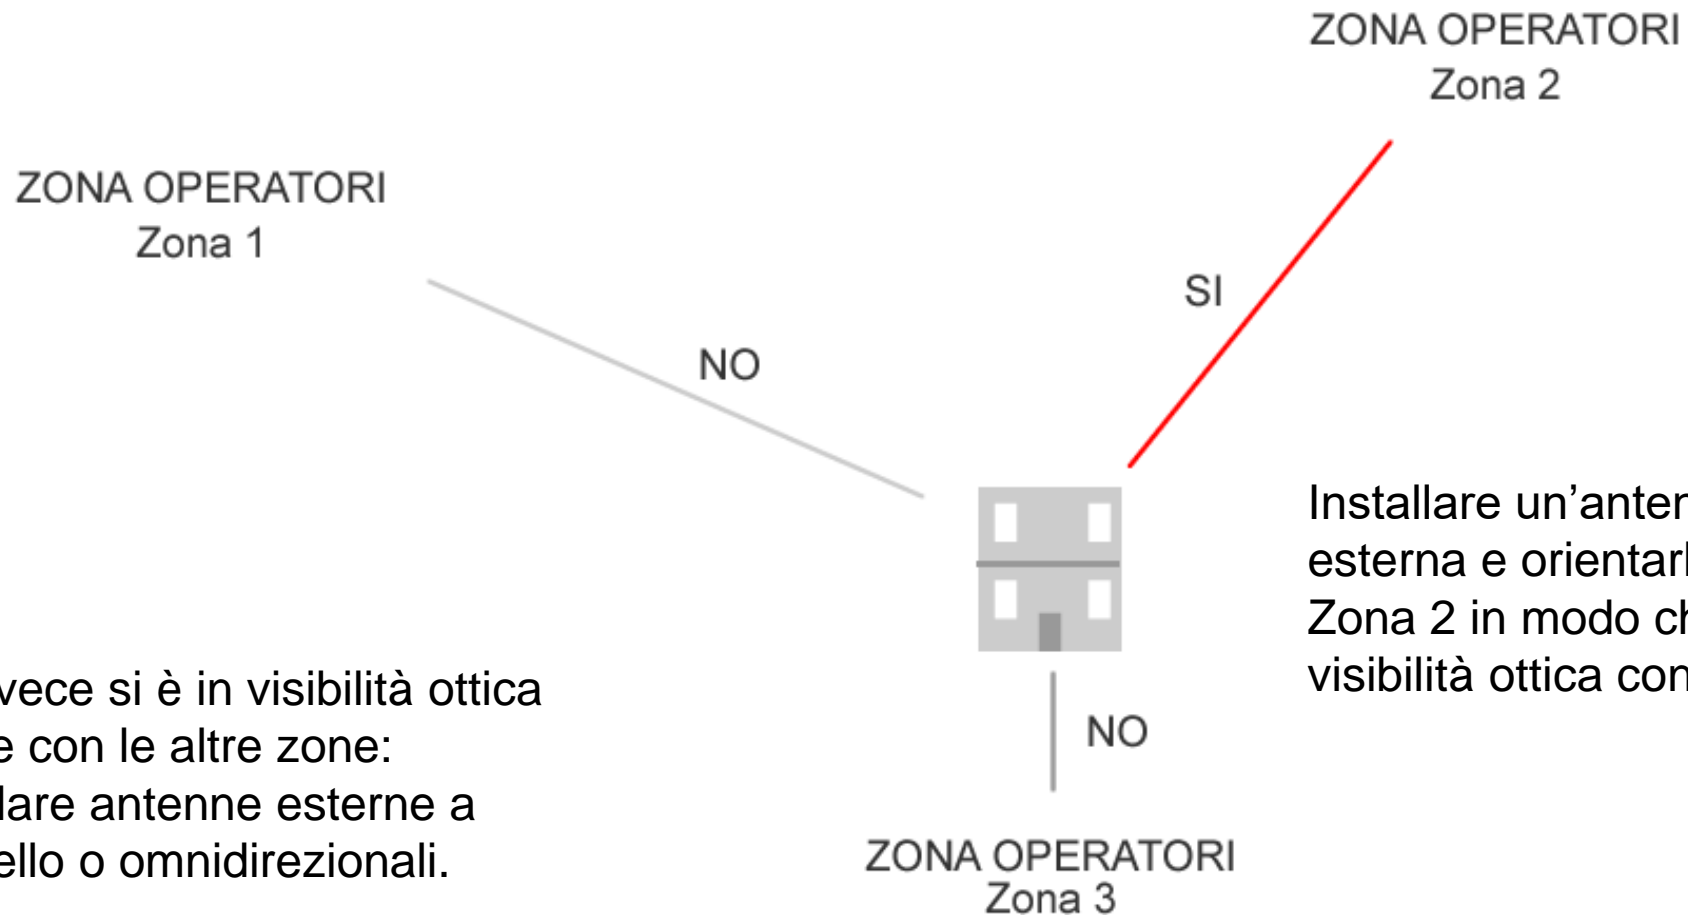 ZONA OPERATORI
Zona 2
ZONA OPERATORI
Zona 1
SI
NO
Installare un'anten
esterna e orientarl
Zona 2 in modo ch
visibilità ottica con
vece si è in visibilità ottica
e con le altre zone:
lare antenne esterne a
ello o omnidirezionali.
NO
ZONA OPERATORI
Zona 3